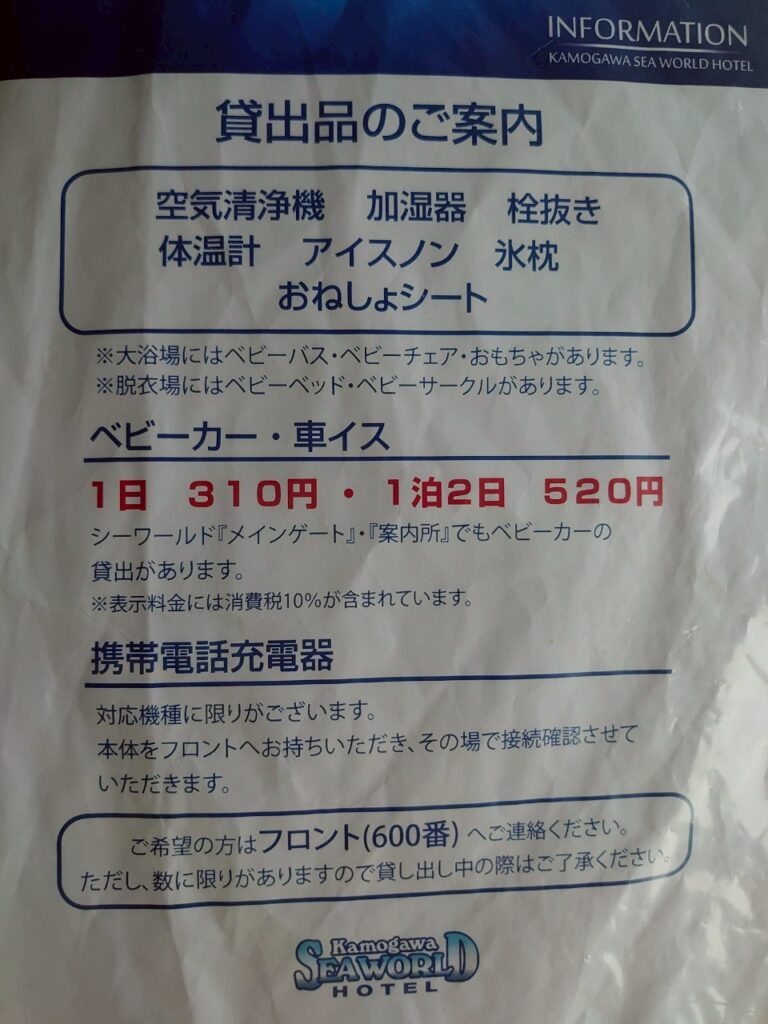 INFORMATION
KAMOGAWA SEA WORLD HOTEL
貸出品のご案内
空気清浄機 加湿器 栓抜き
体温計 アイスノン 氷枕
おねしょシート
※大浴場にはベビーバス・ベビーチェア・おもちゃがあります。
※脱衣場にはベビーベッド・ベビーサークルがあります。
ベビーカー・車イス
1日 310円・1泊2日 520円
シーワールド『メインゲート』・『案内所』でもベビーカーの
貸出があります。
※表示料金には消費税10%が含まれています。
携帯電話充電器
対応機種に限りがございます。
本体をフロントへお持ちいただき、その場で接続確認させて
いただきます。
ご希望の方はフロント(600番)へご連絡ください。
ただし、数に限りがありますので貸し出し中の際はご了承ください。
Kamogawa
SEAWORLD
HOTEL